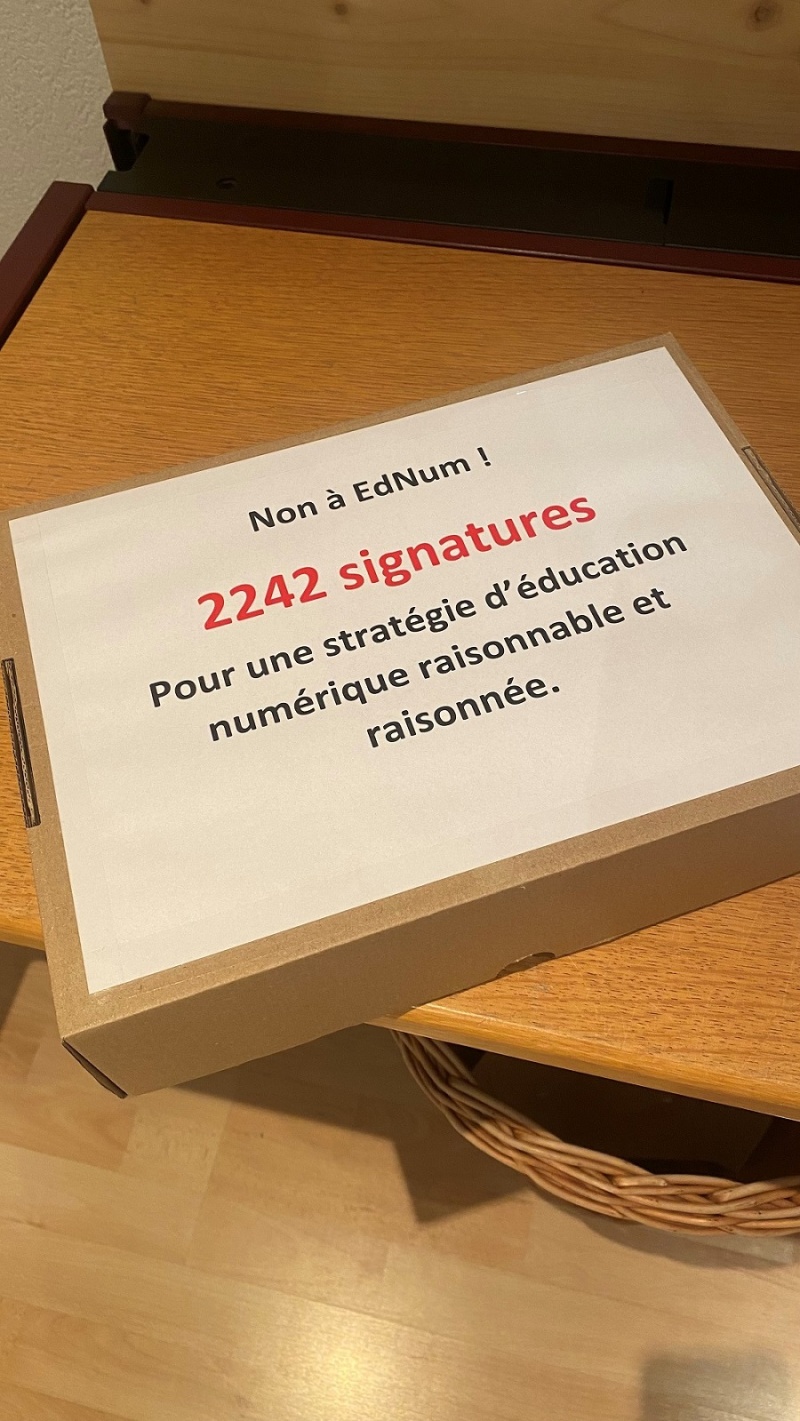 Non à EdNum !
2242 signatures
Pour une stratégie d’éducation
numérique raisonnable et
raisonnée.